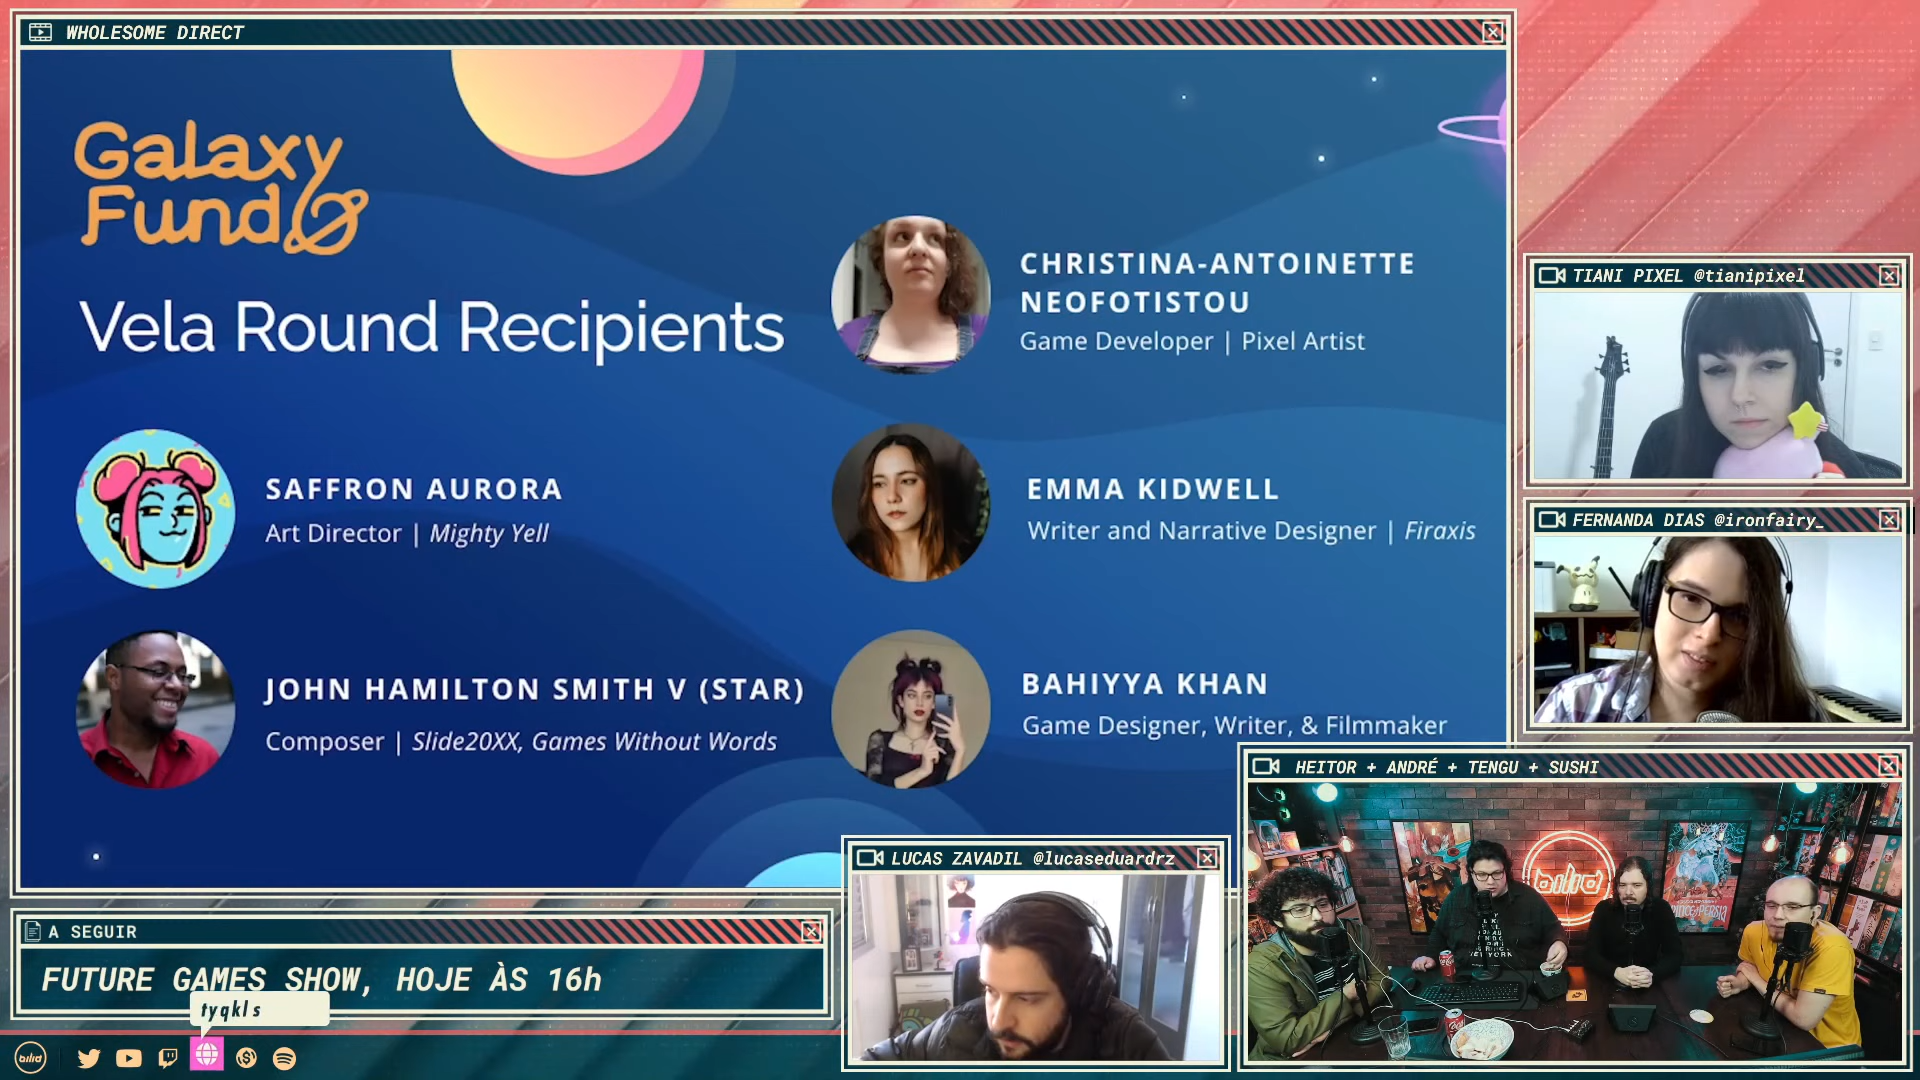 WHOLESOME DIRECT
Galaxy
Fund
Vela Round Recipients
SAFFRON AURORA
Art Director | Mighty Yell
JOHN HAMILTON SMITH V (STAR)
Composer | Slide20XX, Games Without Words
CHRISTINA-ANTOINETTE
NEOFOTISTOU
Game Developer | Pixel Artist
EMMA KIDWELL
Writer and Narrative Designer | Firaxis
BAHIYYA KHAN
Game Designer, Writer, & Filmmaker
TIANI PIXEL @tianipixel
FERNANDA DIAS @ironfairy_
HEITOR + ANDRÉ + TENGU + SUSHI
bilid
PERSIA
LUCAS ZAVADIL @lucaseduardrz
A SEGUIR
FUTURE GAMES SHOW, HOJE ÀS 16h
tyqkls
bilid